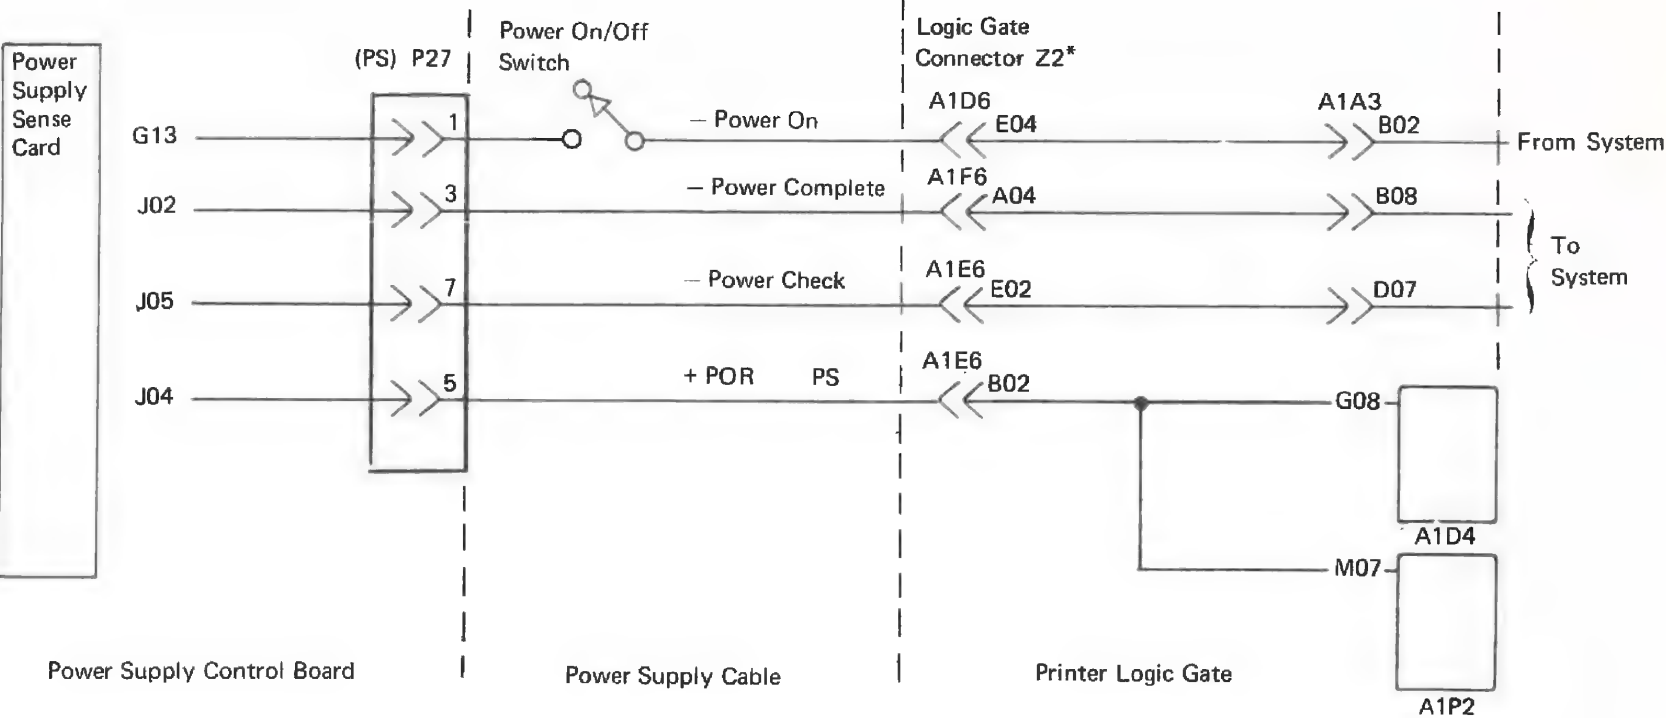 Power
Supply
Sense
Card
(PS) P27
Power On/Off
Switch
Logic Gate
Connector Z2*
G13
1
– Power On
A1D6
E04
A1A3
B02
From System
J02
3
– Power Complete
A1F6
A04
B08
To
System
J05
7
– Power Check
A1E6
E02
D07
J04
5
+ POR PS
A1E6
B02
G08
A1D4
M07
A1P2
Power Supply Control Board
Power Supply Cable
Printer Logic Gate